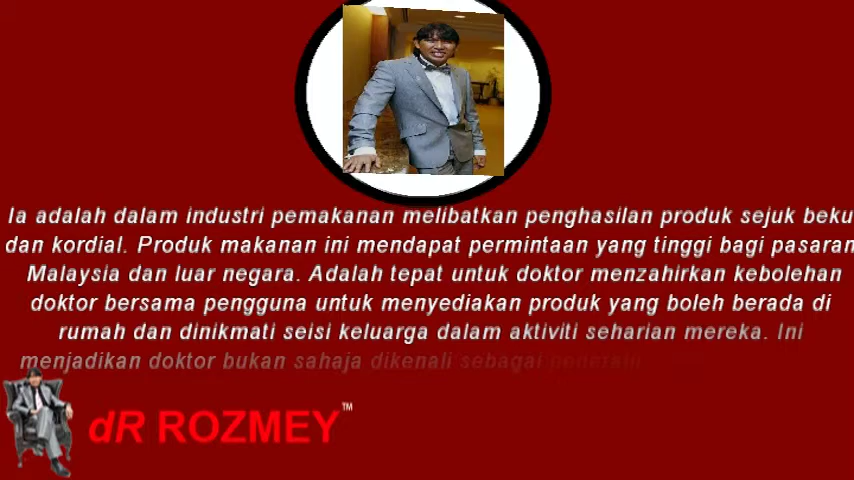 Ia adalah dalam industri pemakanan melibatkan penghasilan produk sejuk beku
dan kordial. Produk makanan ini mendapat permintaan yang tinggi bagi pasaran
Malaysia dan luar negara. Adalah tepat untuk doktor menzahirkan kebolehan
doktor bersama pengguna untuk menyediakan produk yang boleh berada di
rumah dan dinikmati seisi keluarga dalam aktiviti seharian mereka. Ini
menjadikan doktor bukan sahaja dikenali sebagai
dR ROZMEY™